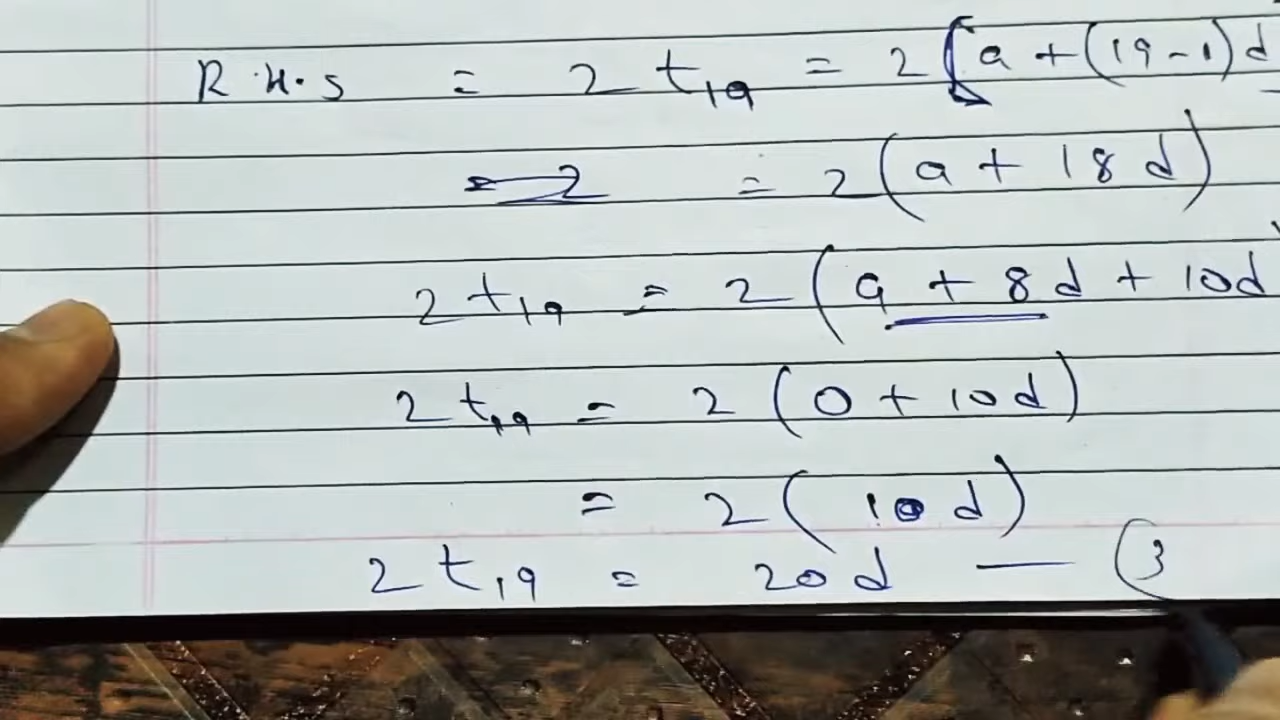 R.H.S = 2 t₁₉ = 2 [a + (19 - 1) d
= 2 = 2 (a + 18 d)
2 t₁₉ = 2 (a + 8 d + 10 d
2 t₁₉ = 2 (0 + 10 d)
= 2 (10 d)
2 t₁₉ = 20 d — (3